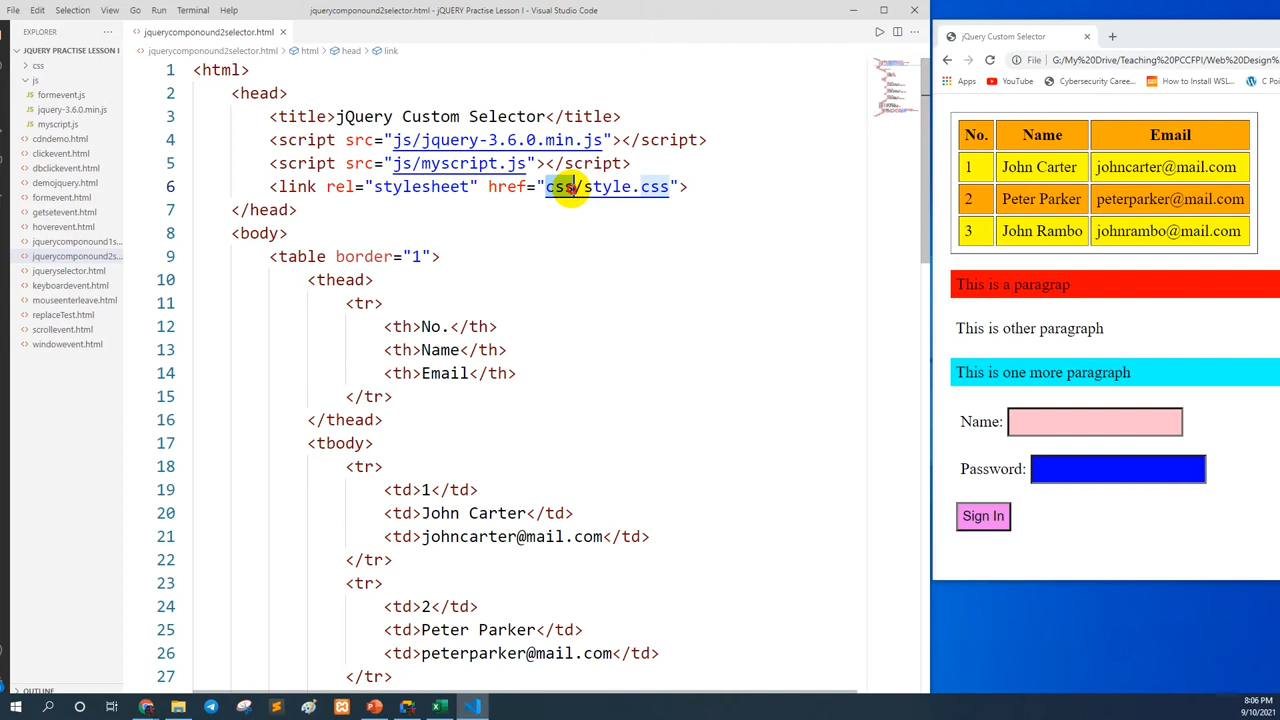 File Edit Selection View Go Run Terminal Help
jquerycomponound2selector.html - jQUERY Practise Lesson I - Visual Studio Code
EXPLORER
JQUERY PRACTISE LESSON I
css
js
formevent.js
jquery-3.6.0.min.js
myscript.js
cdndemo.html
clickevent.html
dbclickevent.html
demojquery.html
formevent.html
getsetevent.html
hoverevent.html
jquerycomponound1s...
jquerycomponound2s...
jqueryselector.html
keyboardevent.html
mouseenterleave.html
replaceTest.html
scrollevent.html
windowevent.html
OUTLINE
jquerycomponound2selector.html
jquerycomponound2selector.html > html > head > link
1 <html>
2 <head>
3 <title>jQuery Custom Selector</title>
4 <script src="js/jquery-3.6.0.min.js"></script>
5 <script src="js/myscript.js"></script>
6 <link rel="stylesheet" href="css/style.css">
7 </head>
8 <body>
9 <table border="1">
10 <thead>
11 <tr>
12 <th>No.</th>
13 <th>Name</th>
14 <th>Email</th>
15 </tr>
16 </thead>
17 <tbody>
18 <tr>
19 <td>1</td>
20 <td>John Carter</td>
21 <td>johncarter@mail.com</td>
22 </tr>
23 <tr>
24 <td>2</td>
25 <td>Peter Parker</td>
26 <td>peterparker@mail.com</td>
27 </tr>
jQuery Custom Selector
File G:/My%20Drive/Teaching%20PCCFPI/Web%20Design
Apps YouTube Cybersecurity Career... How to Install WSL... C Poi
No. Name Email
1 John Carter johncarter@mail.com
2 Peter Parker peterparker@mail.com
3 John Rambo johnrambo@mail.com
This is a paragrap
This is other paragraph
This is one more paragraph
Name:
Password:
Sign In
8:06 PM
9/10/2021